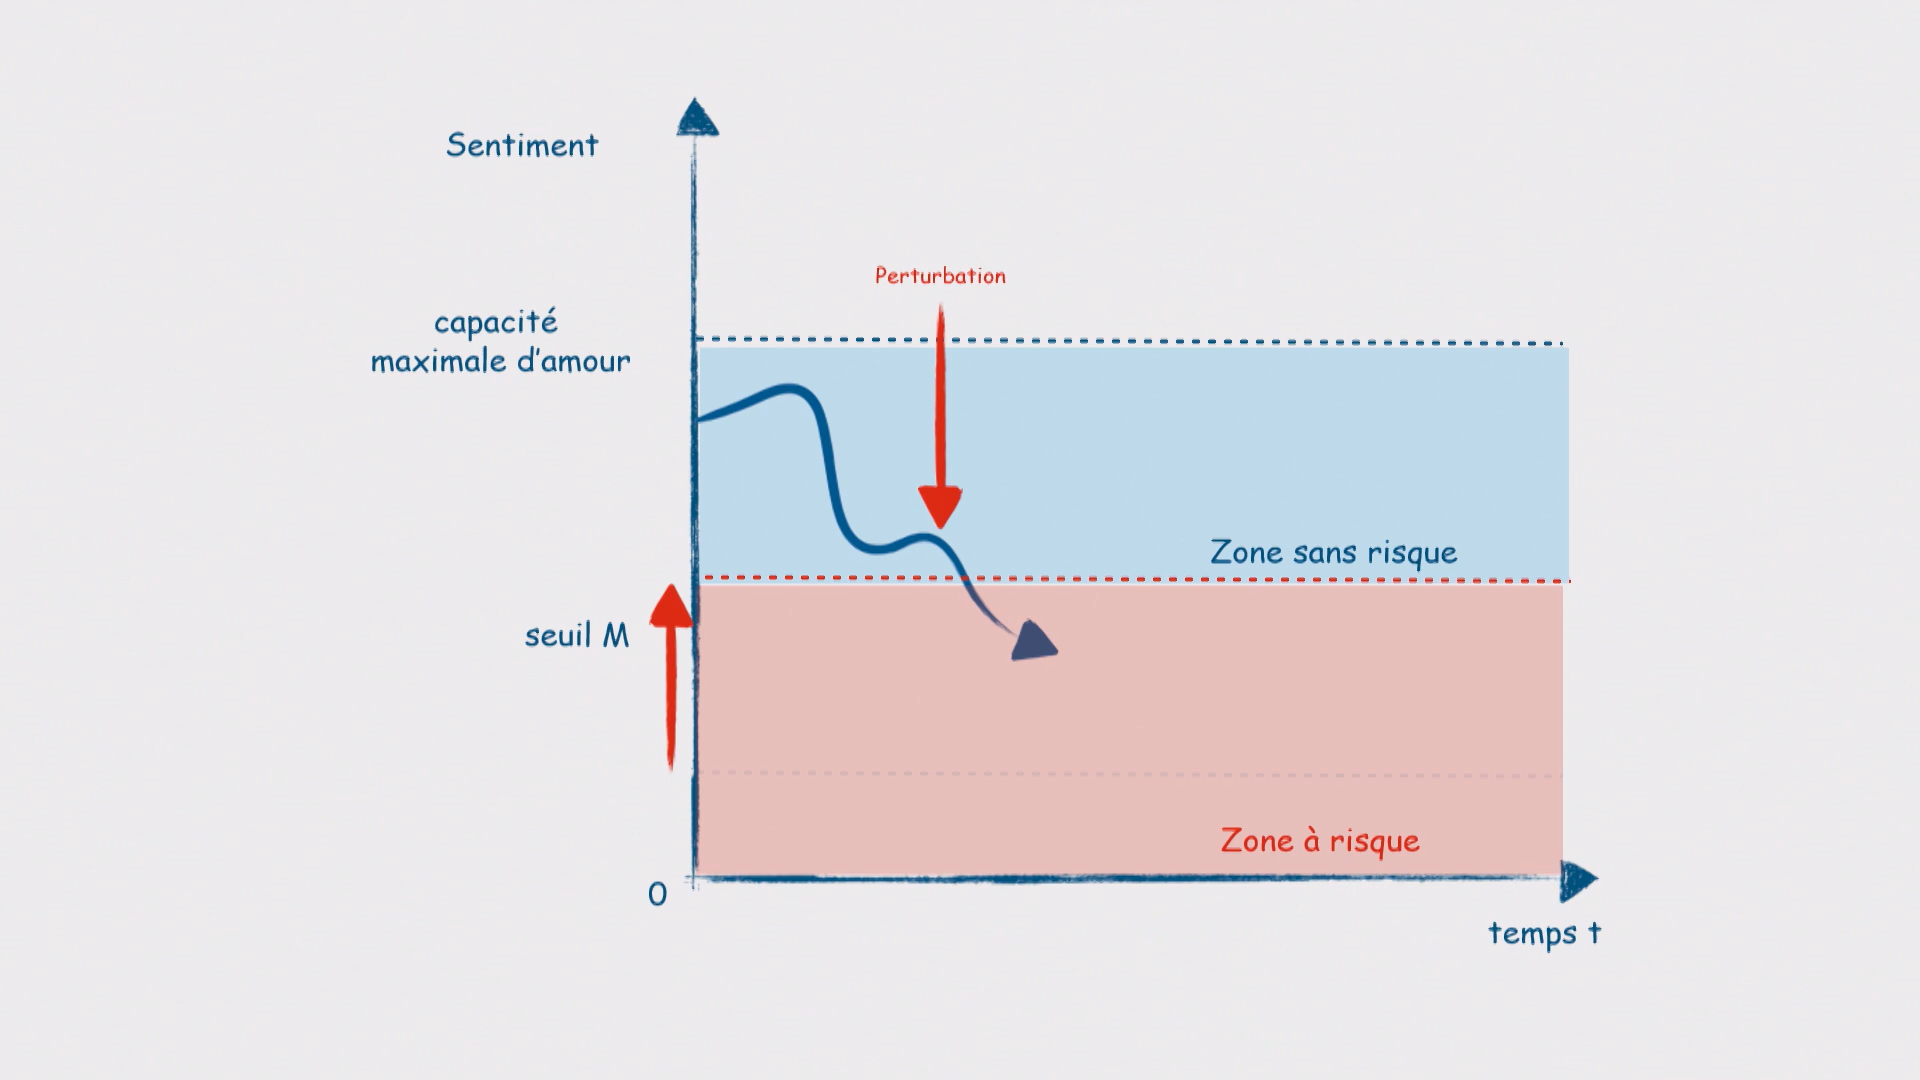 Sentiment
Perturbation
capacité
maximale d'amour
Zone sans risque
seuil M
Zone à risque
0
temps t